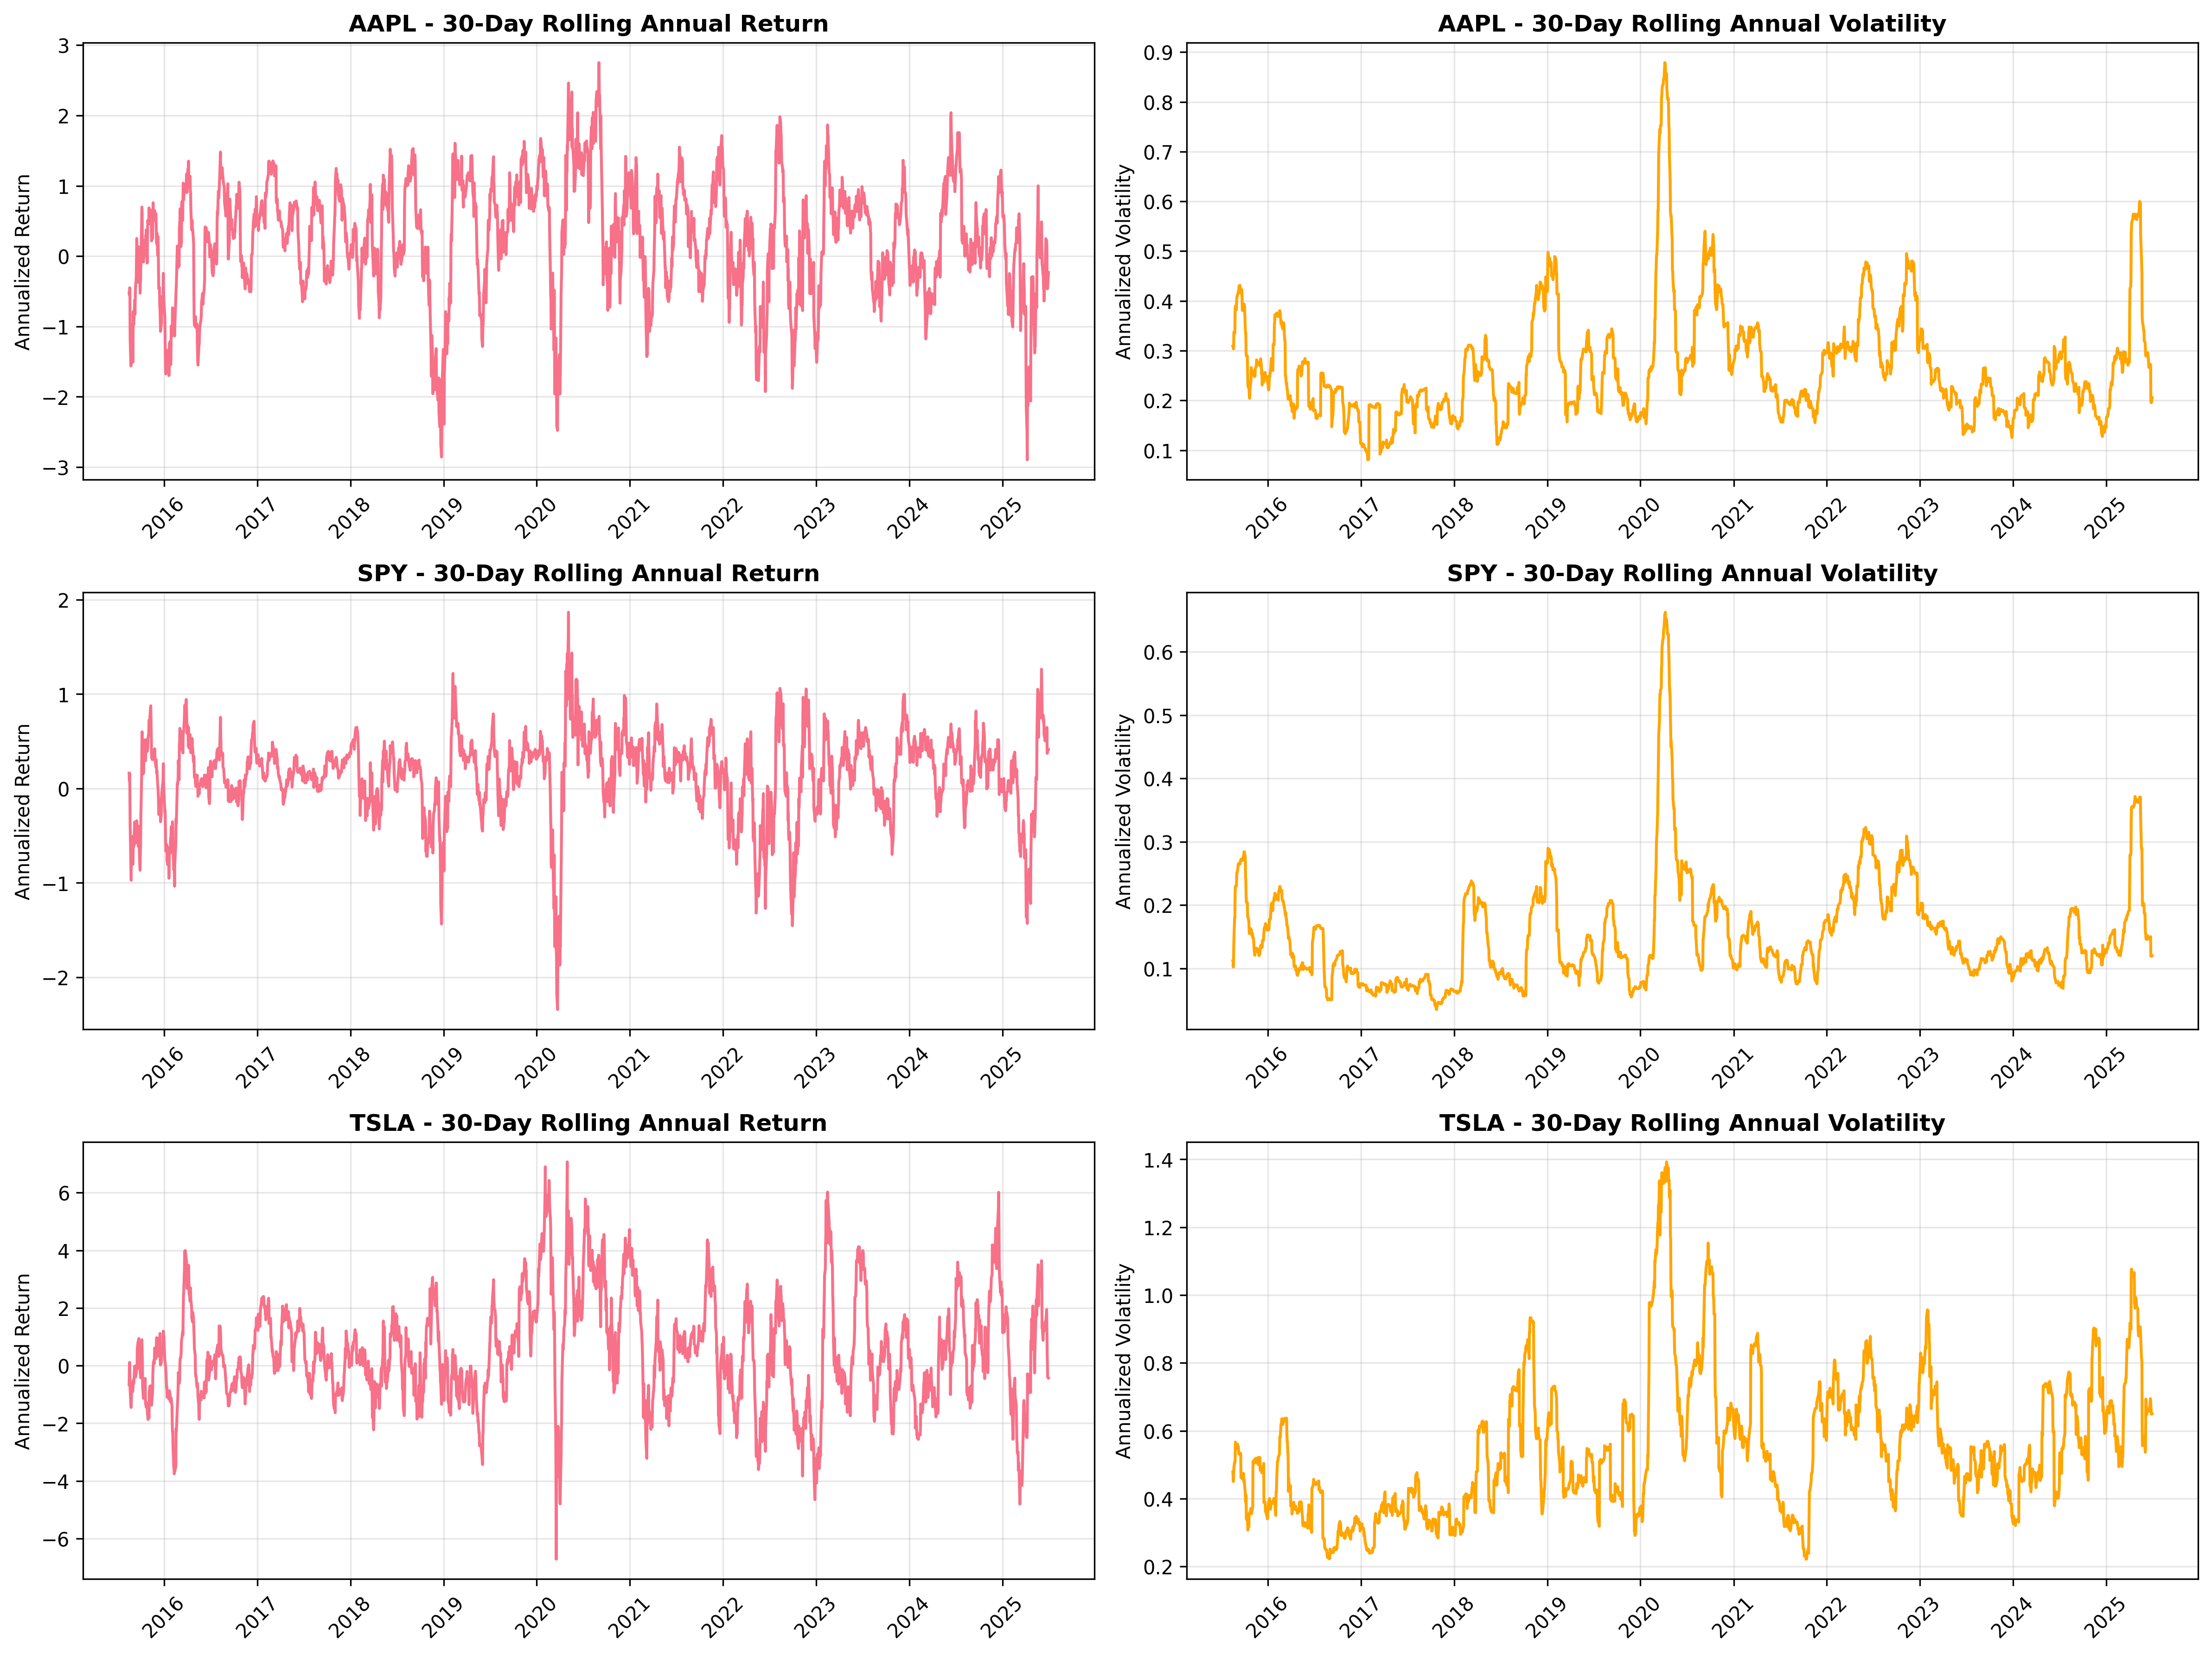 AAPL - 30-Day Rolling Annual Return
Annualized Return
3
2
1
0
−1
−2
−3
2016 2017 2018 2019 2020 2021 2022 2023 2024 2025
AAPL - 30-Day Rolling Annual Volatility
Annualized Volatility
0.9
0.8
0.7
0.6
0.5
0.4
0.3
0.2
0.1
2016 2017 2018 2019 2020 2021 2022 2023 2024 2025
SPY - 30-Day Rolling Annual Return
Annualized Return
2
1
0
−1
−2
2016 2017 2018 2019 2020 2021 2022 2023 2024 2025
SPY - 30-Day Rolling Annual Volatility
Annualized Volatility
0.6
0.5
0.4
0.3
0.2
0.1
2016 2017 2018 2019 2020 2021 2022 2023 2024 2025
TSLA - 30-Day Rolling Annual Return
Annualized Return
6
4
2
0
−2
−4
−6
2016 2017 2018 2019 2020 2021 2022 2023 2024 2025
TSLA - 30-Day Rolling Annual Volatility
Annualized Volatility
1.4
1.2
1.0
0.8
0.6
0.4
0.2
2016 2017 2018 2019 2020 2021 2022 2023 2024 2025